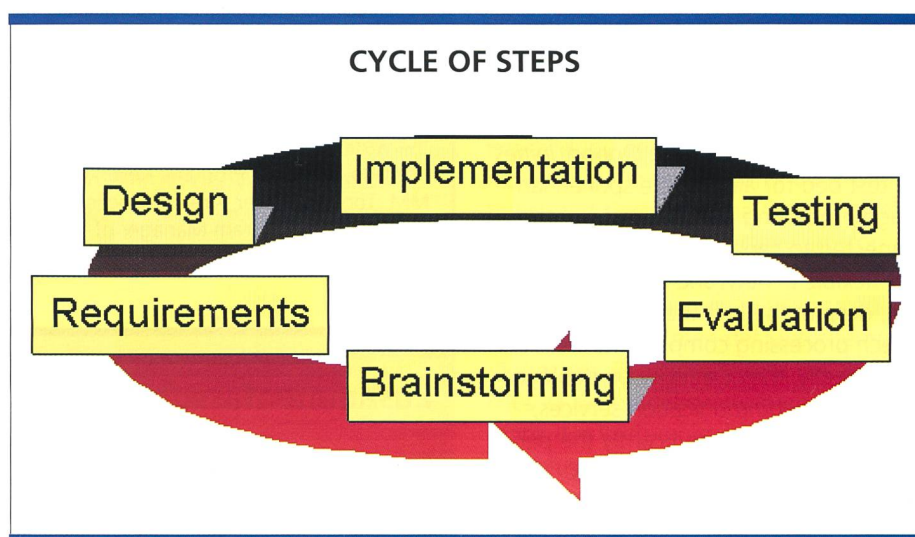 CYCLE OF STEPS
Implementation
Design
Testing
Requirements
Evaluation
Brainstorming